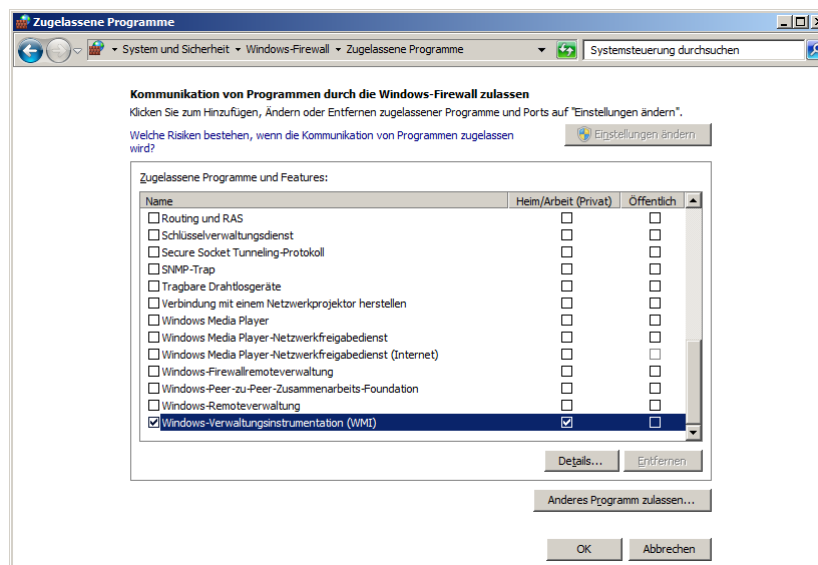 Zugelassene Programme
System und Sicherheit Windows-Firewall Zugelassene Programme Systemsteuerung durchsuchen
Kommunikation von Programmen durch die Windows-Firewall zulassen
Klicken Sie zum Hinzufügen, Ändern oder Entfernen zugelassener Programme und Ports auf "Einstellungen ändern".
Welche Risiken bestehen, wenn die Kommunikation von Programmen zugelassen
wird?
Einstellungen ändern
Zugelassene Programme und Features:
Name Heim/Arbeit (Privat) Öffentlich
Routing und RAS
Schlüsselverwaltungsdienst
Secure Socket Tunneling-Protokoll
SNMP-Trap
Tragbare Drahtlosgeräte
Verbindung mit einem Netzwerkprojektor herstellen
Windows Media Player
Windows Media Player-Netzwerkfreigabedienst
Windows Media Player-Netzwerkfreigabedienst (Internet)
Windows-Firewallremoteverwaltung
Windows-Peer-zu-Peer-Zusammenarbeits-Foundation
Windows-Remoteverwaltung
Windows-Verwaltungsinstrumentation (WMI)
Details... Entfernen
Anderes Programm zulassen...
OK Abbrechen